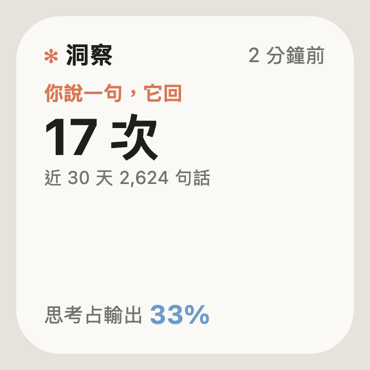 洞察
2 分鐘前
你說一句，它回
17 次
近 30 天 2,624 句話
思考占輸出 33%